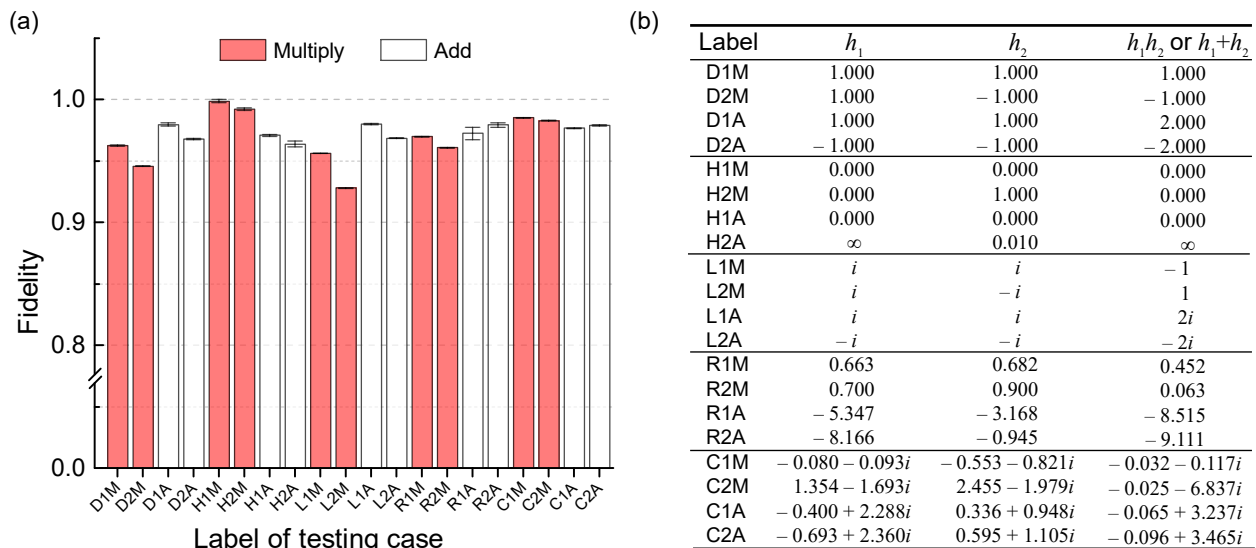 (a)
Multiply
Add
1.0
0.9
0.8
0.0
Fidelity
D1M D2M D1A D2A H1M H2M H1A H2A L1M L2M L1A L2A R1M R2M R1A R2A C1M C2M C1A C2A
Label of testing case
(b)
Label h1 h2 h1h2 or h1+h2
D1M 1.000 1.000 1.000
D2M 1.000 – 1.000 – 1.000
D1A 1.000 1.000 2.000
D2A – 1.000 – 1.000 – 2.000
H1M 0.000 0.000 0.000
H2M 0.000 1.000 0.000
H1A 0.000 0.000 0.000
H2A ∞ 0.010 ∞
L1M i i – 1
L2M i – i 1
L1A i i 2i
L2A – i – i – 2i
R1M 0.663 0.682 0.452
R2M 0.700 0.900 0.063
R1A – 5.347 – 3.168 – 8.515
R2A – 8.166 – 0.945 – 9.111
C1M – 0.080 – 0.093i – 0.553 – 0.821i – 0.032 – 0.117i
C2M 1.354 – 1.693i 2.455 – 1.979i – 0.025 – 6.837i
C1A – 0.400 + 2.288i 0.336 + 0.948i – 0.065 + 3.237i
C2A – 0.693 + 2.360i 0.595 + 1.105i – 0.096 + 3.465i